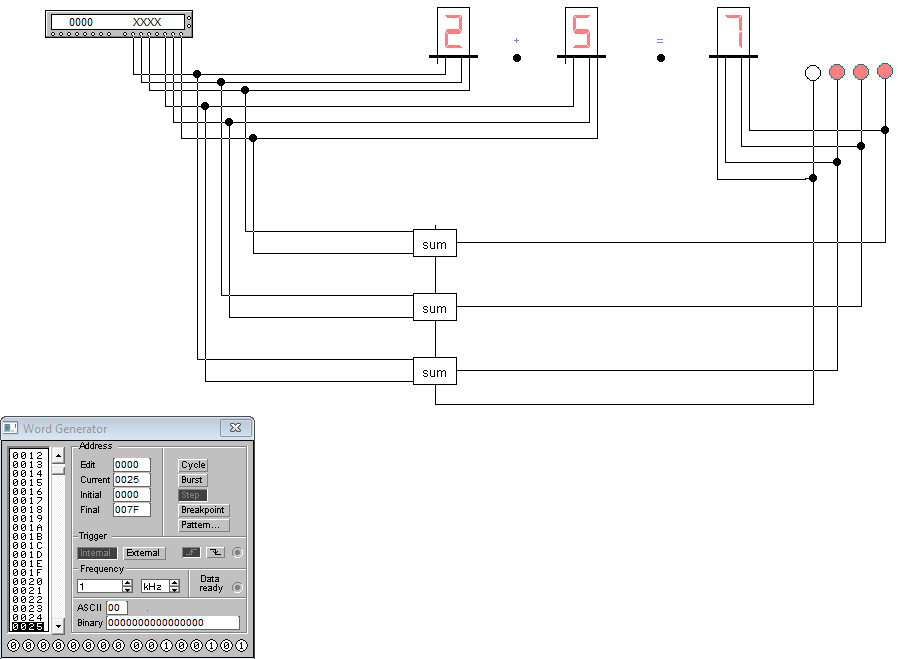 0000 XXXX
2 + 5 = 7
sum
sum
sum
Word Generator
0012
0013
0014
0015
0016
0017
0018
0019
001A
001B
001C
001D
001E
001F
0020
0021
0022
0023
0024
0025
Address
Edit 0000
Current 0025
Initial 0000
Final 007F
Cycle
Burst
Step
Breakpoint
Pattern...
Trigger
Internal External
Frequency
1 kHz
Data
ready
ASCII 00 .
Binary 0000000000000000
0 0 0 0 0 0 0 0 0 0 1 0 0 1 0 1